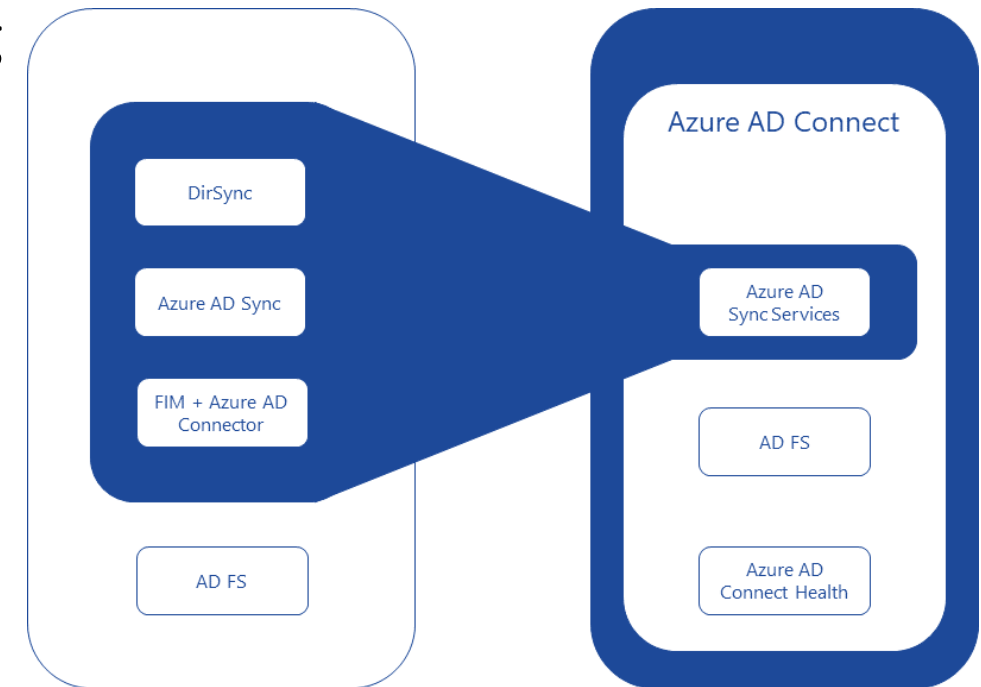 DirSync
Azure AD Sync
FIM + Azure AD
Connector
AD FS
Azure AD Connect
Azure AD
Sync Services
AD FS
Azure AD
Connect Health